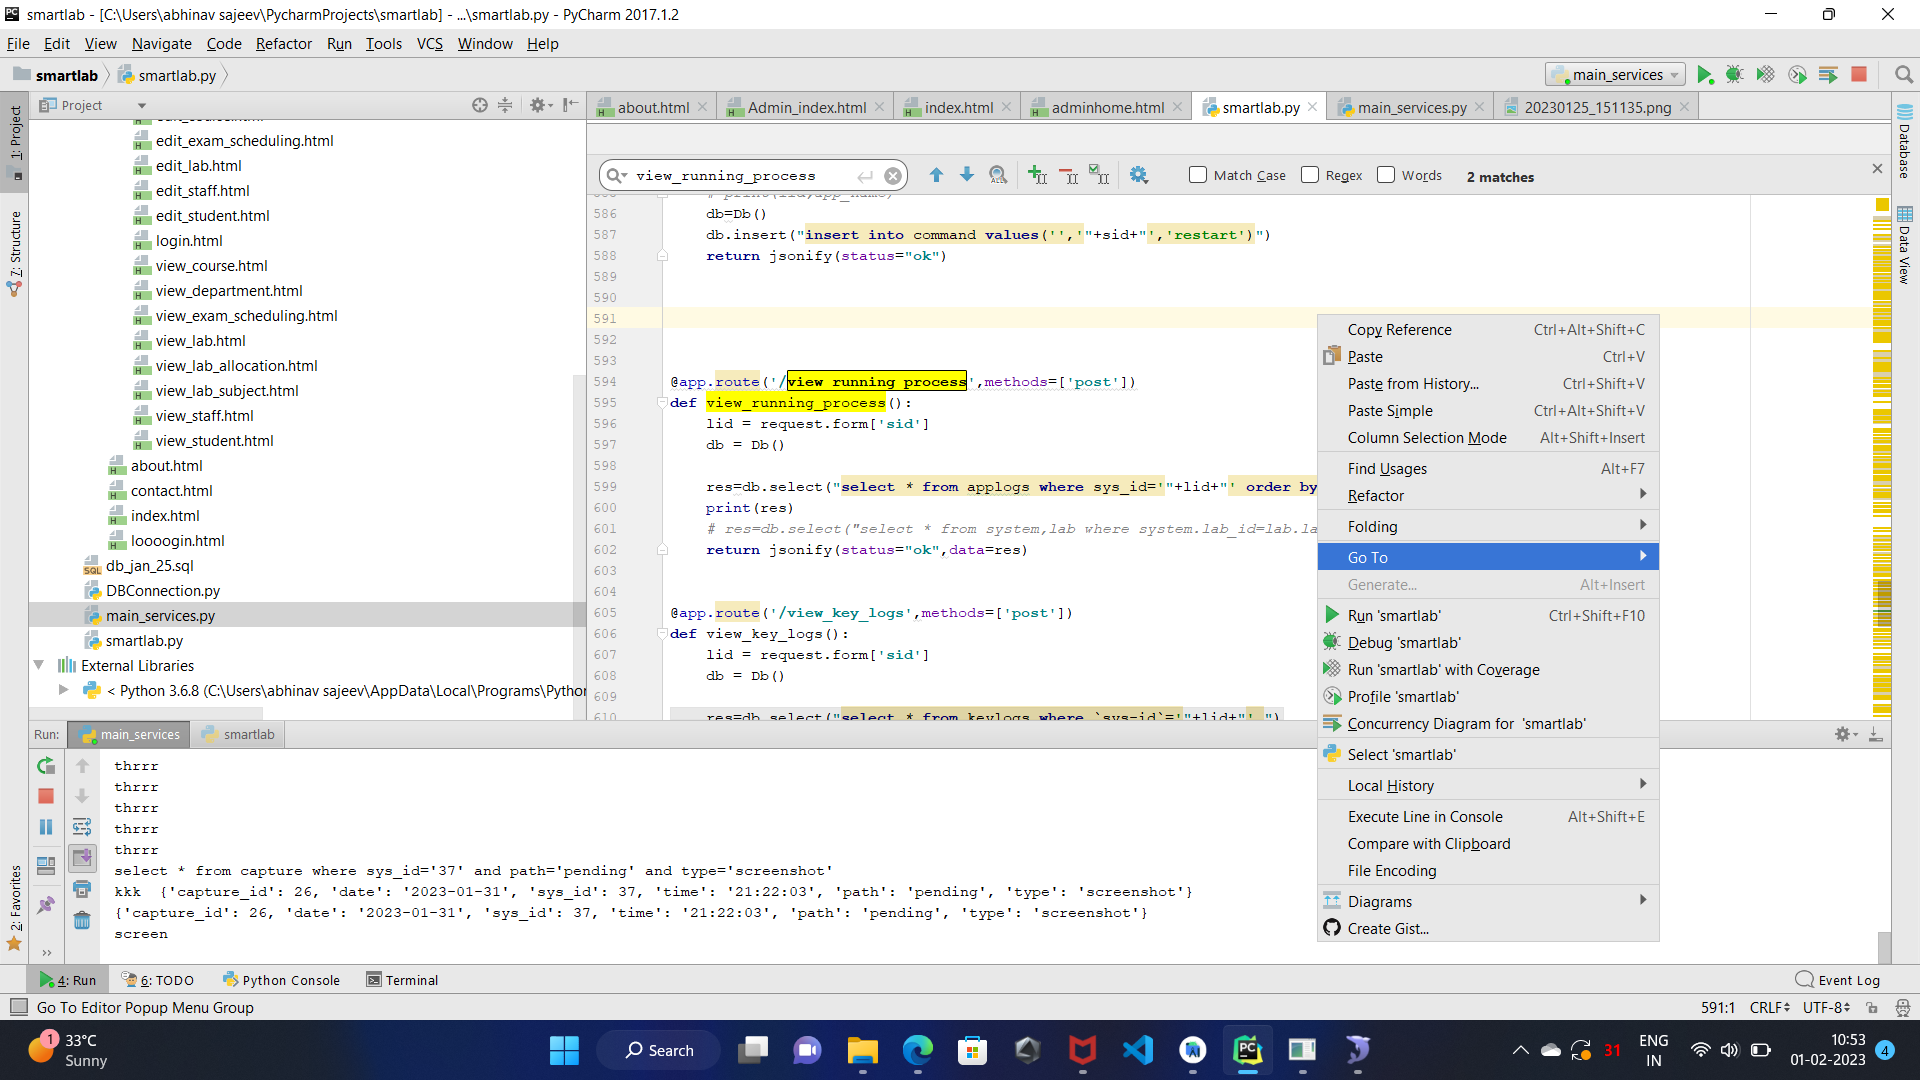 smartlab - [C:\Users\abhinav sajeev\PycharmProjects\smartlab] - ...\smartlab.py - PyCharm 2017.1.2
File Edit View Navigate Code Refactor Run Tools VCS Window Help
smartlab smartlab.py main_services
1: Project
7: Structure
2: Favorites
Project
edit_exam_scheduling.html
edit_lab.html
edit_staff.html
edit_student.html
login.html
view_course.html
view_department.html
view_exam_scheduling.html
view_lab.html
view_lab_allocation.html
view_lab_subject.html
view_staff.html
view_student.html
about.html
contact.html
index.html
loooogin.html
db_jan_25.sql
DBConnection.py
main_services.py
smartlab.py
External Libraries
< Python 3.6.8 (C:\Users\abhinav sajeev\AppData\Local\Programs\Pytho
about.html Admin_index.html index.html adminhome.html smartlab.py main_services.py 20230125_151135.png
view_running_process Match Case Regex Words 2 matches
586 db=Db()
587 db.insert("insert into command values('','"+sid+"','restart')")
588 return jsonify(status="ok")
589
590
591
592
593
594 @app.route('/view_running_process',methods=['post'])
595 def view_running_process():
596 lid = request.form['sid']
597 db = Db()
598
599 res=db.select("select * from applogs where sys_id='"+lid+"' order by
600 print(res)
601 # res=db.select("select * from system,lab where system.lab_id=lab.la
602 return jsonify(status="ok",data=res)
603
604
605 @app.route('/view_key_logs',methods=['post'])
606 def view_key_logs():
607 lid = request.form['sid']
608 db = Db()
609
610 res=db.select("select * from keylogs where `sys-id`='"+lid+"' ")
Copy Reference Ctrl+Alt+Shift+C
Paste Ctrl+V
Paste from History... Ctrl+Shift+V
Paste Simple Ctrl+Alt+Shift+V
Column Selection Mode Alt+Shift+Insert
Find Usages Alt+F7
Refactor
Folding
Go To
Generate... Alt+Insert
Run 'smartlab' Ctrl+Shift+F10
Debug 'smartlab'
Run 'smartlab' with Coverage
Profile 'smartlab'
Concurrency Diagram for 'smartlab'
Select 'smartlab'
Local History
Execute Line in Console Alt+Shift+E
Compare with Clipboard
File Encoding
Diagrams
Create Gist...
Database
Data View
Run: main_services smartlab
thrrr
thrrr
thrrr
thrrr
thrrr
select * from capture where sys_id='37' and path='pending' and type='screenshot'
kkk {'capture_id': 26, 'date': '2023-01-31', 'sys_id': 37, 'time': '21:22:03', 'path': 'pending', 'type': 'screenshot'}
{'capture_id': 26, 'date': '2023-01-31', 'sys_id': 37, 'time': '21:22:03', 'path': 'pending', 'type': 'screenshot'}
screen
4: Run 6: TODO Python Console Terminal Event Log
Go To Editor Popup Menu Group 591:1 CRLF UTF-8
1 33°C
Sunny
Search
31 ENG
IN
10:53
01-02-2023 4